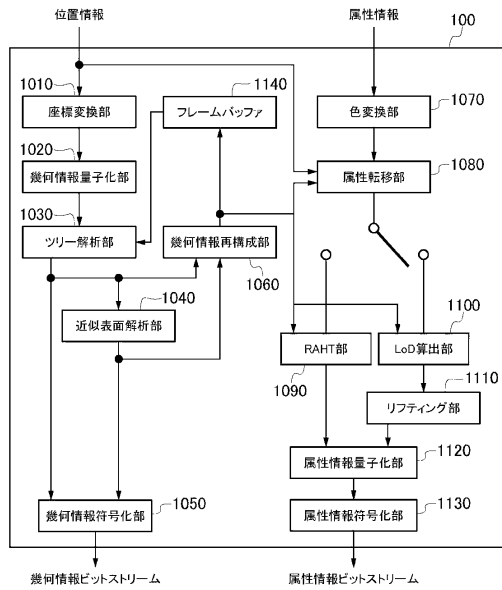 位置情報
属性情報
100
1010
座標変換部
1140
フレームバッファ
色変換部
1070
1020
幾何情報量子化部
属性転移部
1080
1030
ツリー解析部
幾何情報再構成部
1060
1040
近似表面解析部
1100
RAHT部
1090
LoD算出部
1110
リフティング部
属性情報量子化部
1120
幾何情報符号化部
1050
属性情報符号化部
1130
幾何情報ビットストリーム
属性情報ビットストリーム